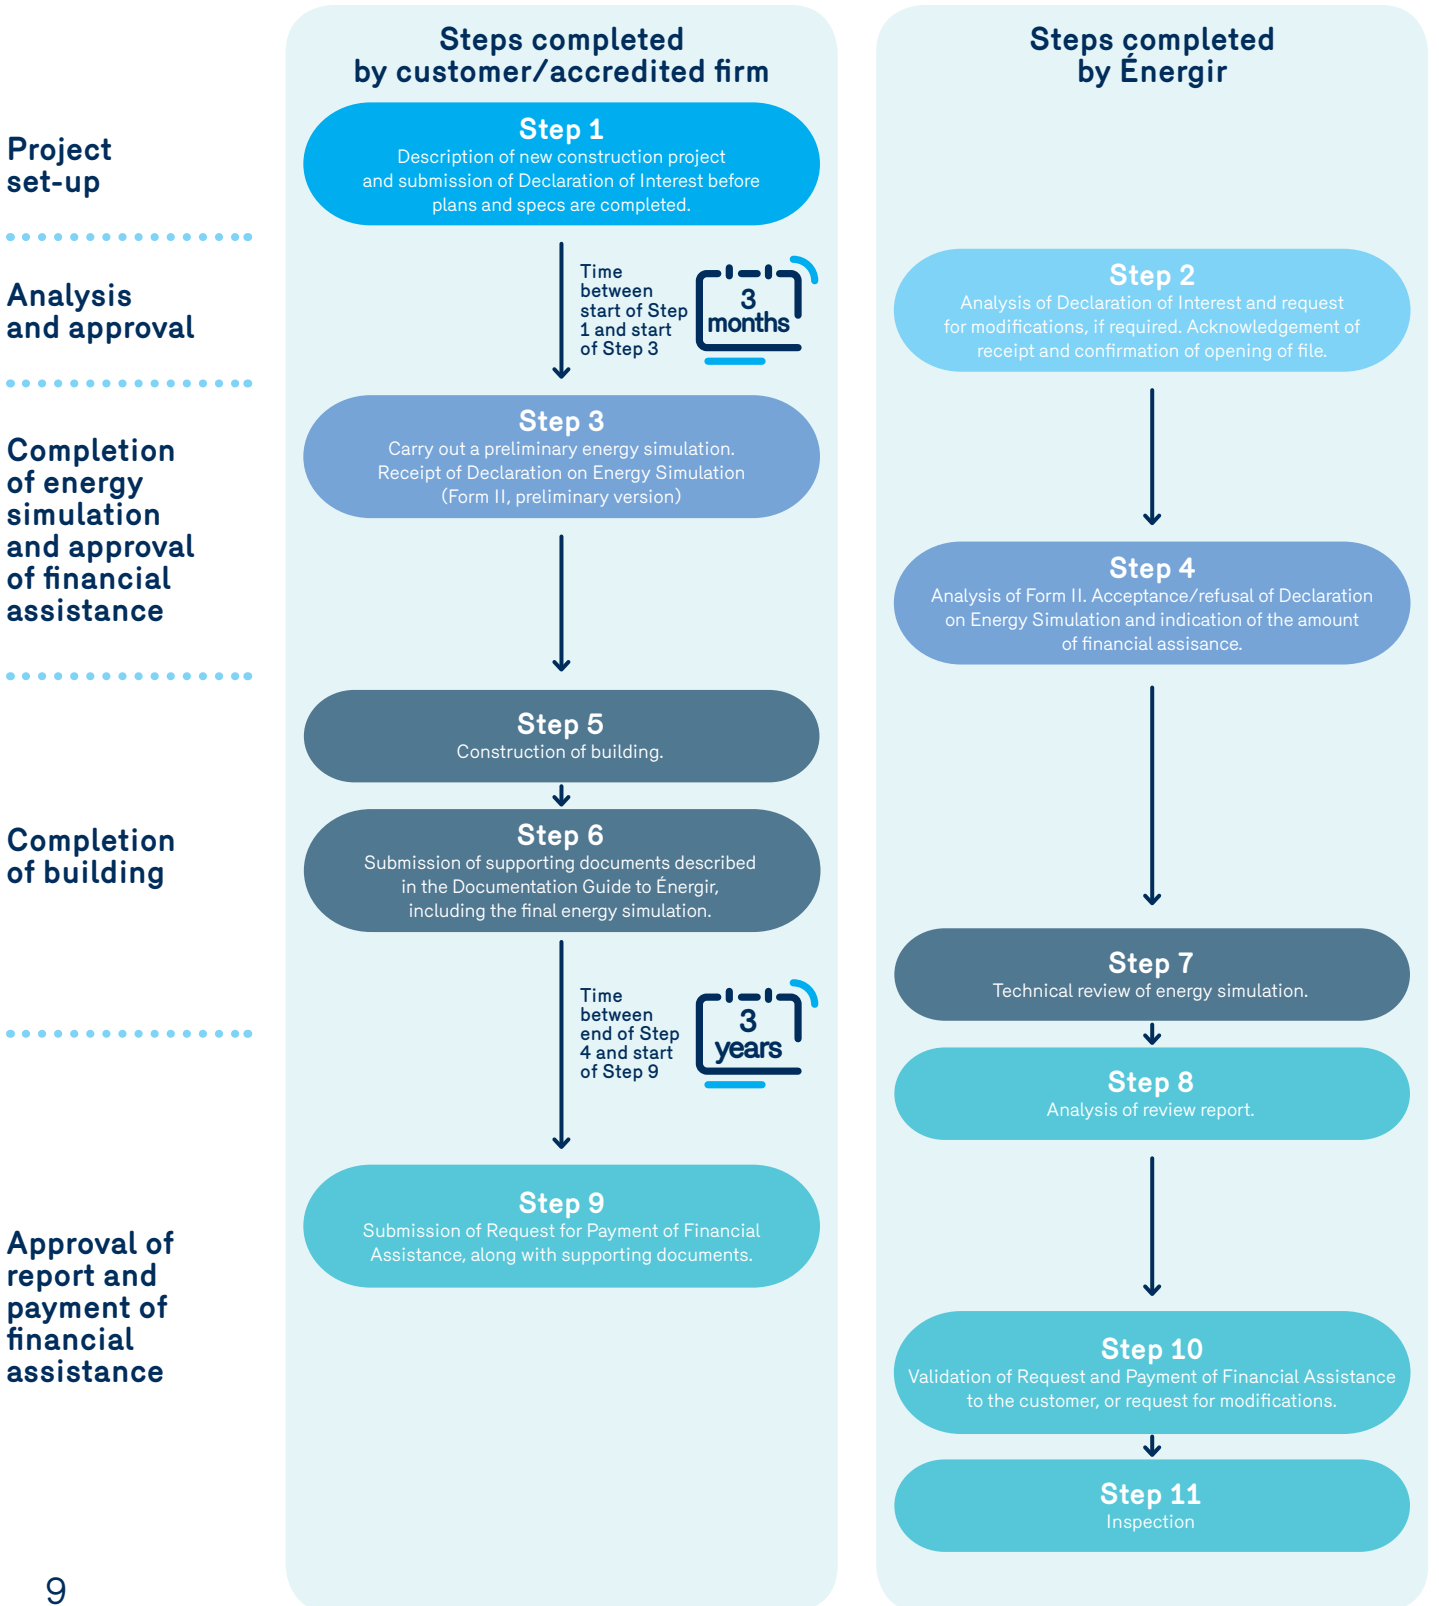 Steps completed
by customer/accredited firm
Steps completed
by Énergir
Project
set-up
Step 1
Description of new construction project
and submission of Declaration of Interest before
plans and specs are completed.
Analysis
and approval
Time
between
start of Step
1 and start
of Step 3
3
months
Step 2
Analysis of Declaration of Interest and request
for modifications, if required. Acknowledgement of
receipt and confirmation of opening of file.
Completion
of energy
simulation
and approval
of financial
assistance
Step 3
Carry out a preliminary energy simulation.
Receipt of Declaration on Energy Simulation
(Form II, preliminary version)
Step 4
Analysis of Form II. Acceptance/refusal of Declaration
on Energy Simulation and indication of the amount
of financial assisance.
Completion
of building
Step 5
Construction of building.
Step 6
Submission of supporting documents described
in the Documentation Guide to Énergir,
including the final energy simulation.
Step 7
Technical review of energy simulation.
Time
between
end of Step
4 and start
of Step 9
3
years
Step 8
Analysis of review report.
Approval of
report and
payment of
financial
assistance
Step 9
Submission of Request for Payment of Financial
Assistance, along with supporting documents.
Step 10
Validation of Request and Payment of Financial Assistance
to the customer, or request for modifications.
Step 11
Inspection
9